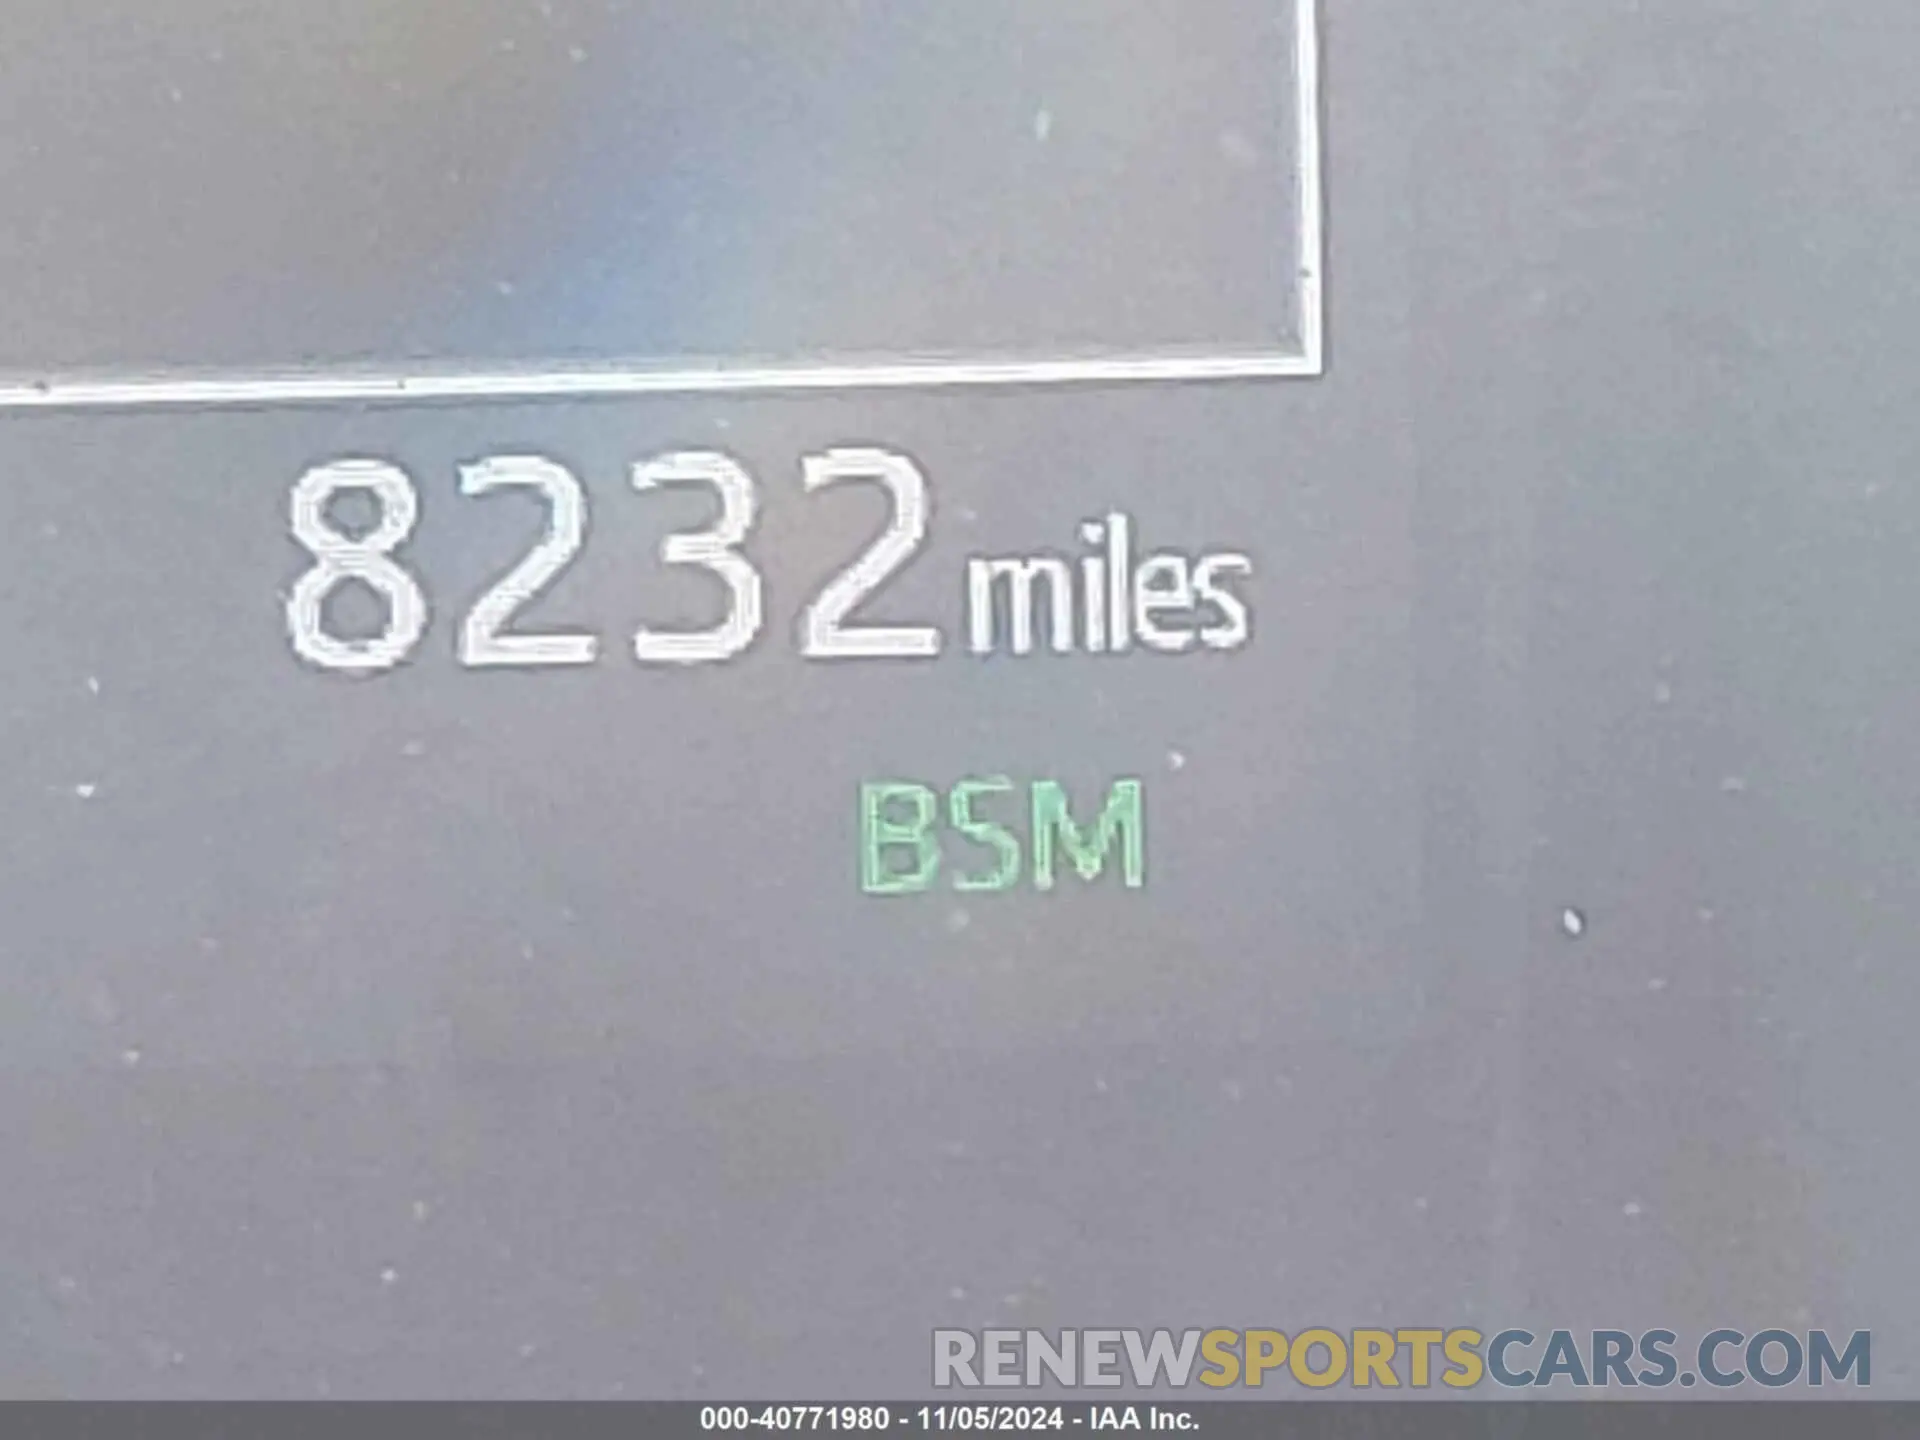 8232 miles
BSM
RENEWSPORTSCARS.COM
000-40771980 - 11/05/2024 - IAA Inc.